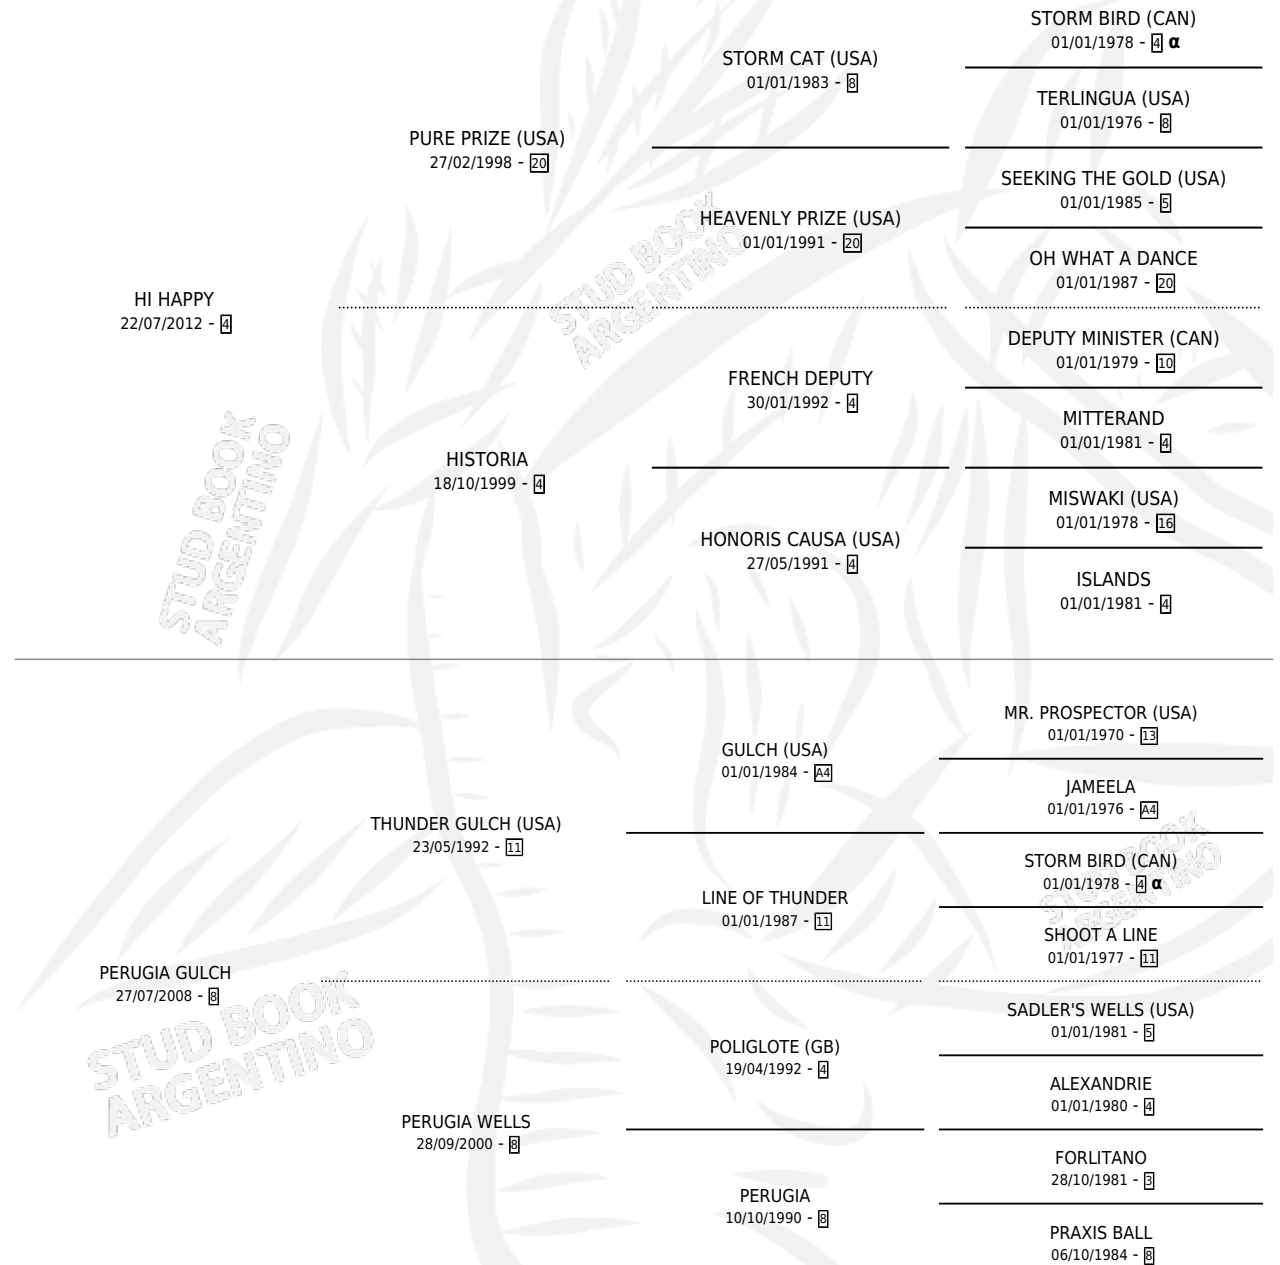 STORM BIRD (CAN)
01/01/1978 - 4 α
STORM CAT (USA)
01/01/1983 - 8
TERLINGUA (USA)
01/01/1976 - 8
PURE PRIZE (USA)
27/02/1998 - 20
SEEKING THE GOLD (USA)
01/01/1985 - 5
HEAVENLY PRIZE (USA)
01/01/1991 - 20
OH WHAT A DANCE
01/01/1987 - 20
HI HAPPY
22/07/2012 - 4
DEPUTY MINISTER (CAN)
01/01/1979 - 10
FRENCH DEPUTY
30/01/1992 - 4
MITTERAND
01/01/1981 - 4
HISTORIA
18/10/1999 - 4
MISWAKI (USA)
01/01/1978 - 16
HONORIS CAUSA (USA)
27/05/1991 - 4
ISLANDS
01/01/1981 - 4
STUD BOOK
ARGENTINO
STUD BOOK
ARGENTINO
MR. PROSPECTOR (USA)
01/01/1970 - 13
GULCH (USA)
01/01/1984 - A4
JAMEELA
01/01/1976 - A4
THUNDER GULCH (USA)
23/05/1992 - 11
STORM BIRD (CAN)
01/01/1978 - 4 α
LINE OF THUNDER
01/01/1987 - 11
SHOOT A LINE
01/01/1977 - 11
PERUGIA GULCH
27/07/2008 - 8
SADLER'S WELLS (USA)
01/01/1981 - 5
POLIGLOTE (GB)
19/04/1992 - 4
ALEXANDRIE
01/01/1980 - 4
PERUGIA WELLS
28/09/2000 - 8
FORLITANO
28/10/1981 - 3
PERUGIA
10/10/1990 - 8
PRAXIS BALL
06/10/1984 - 8
STUD BOOK
ARGENTINO
STUD BOOK
ARGENTINO